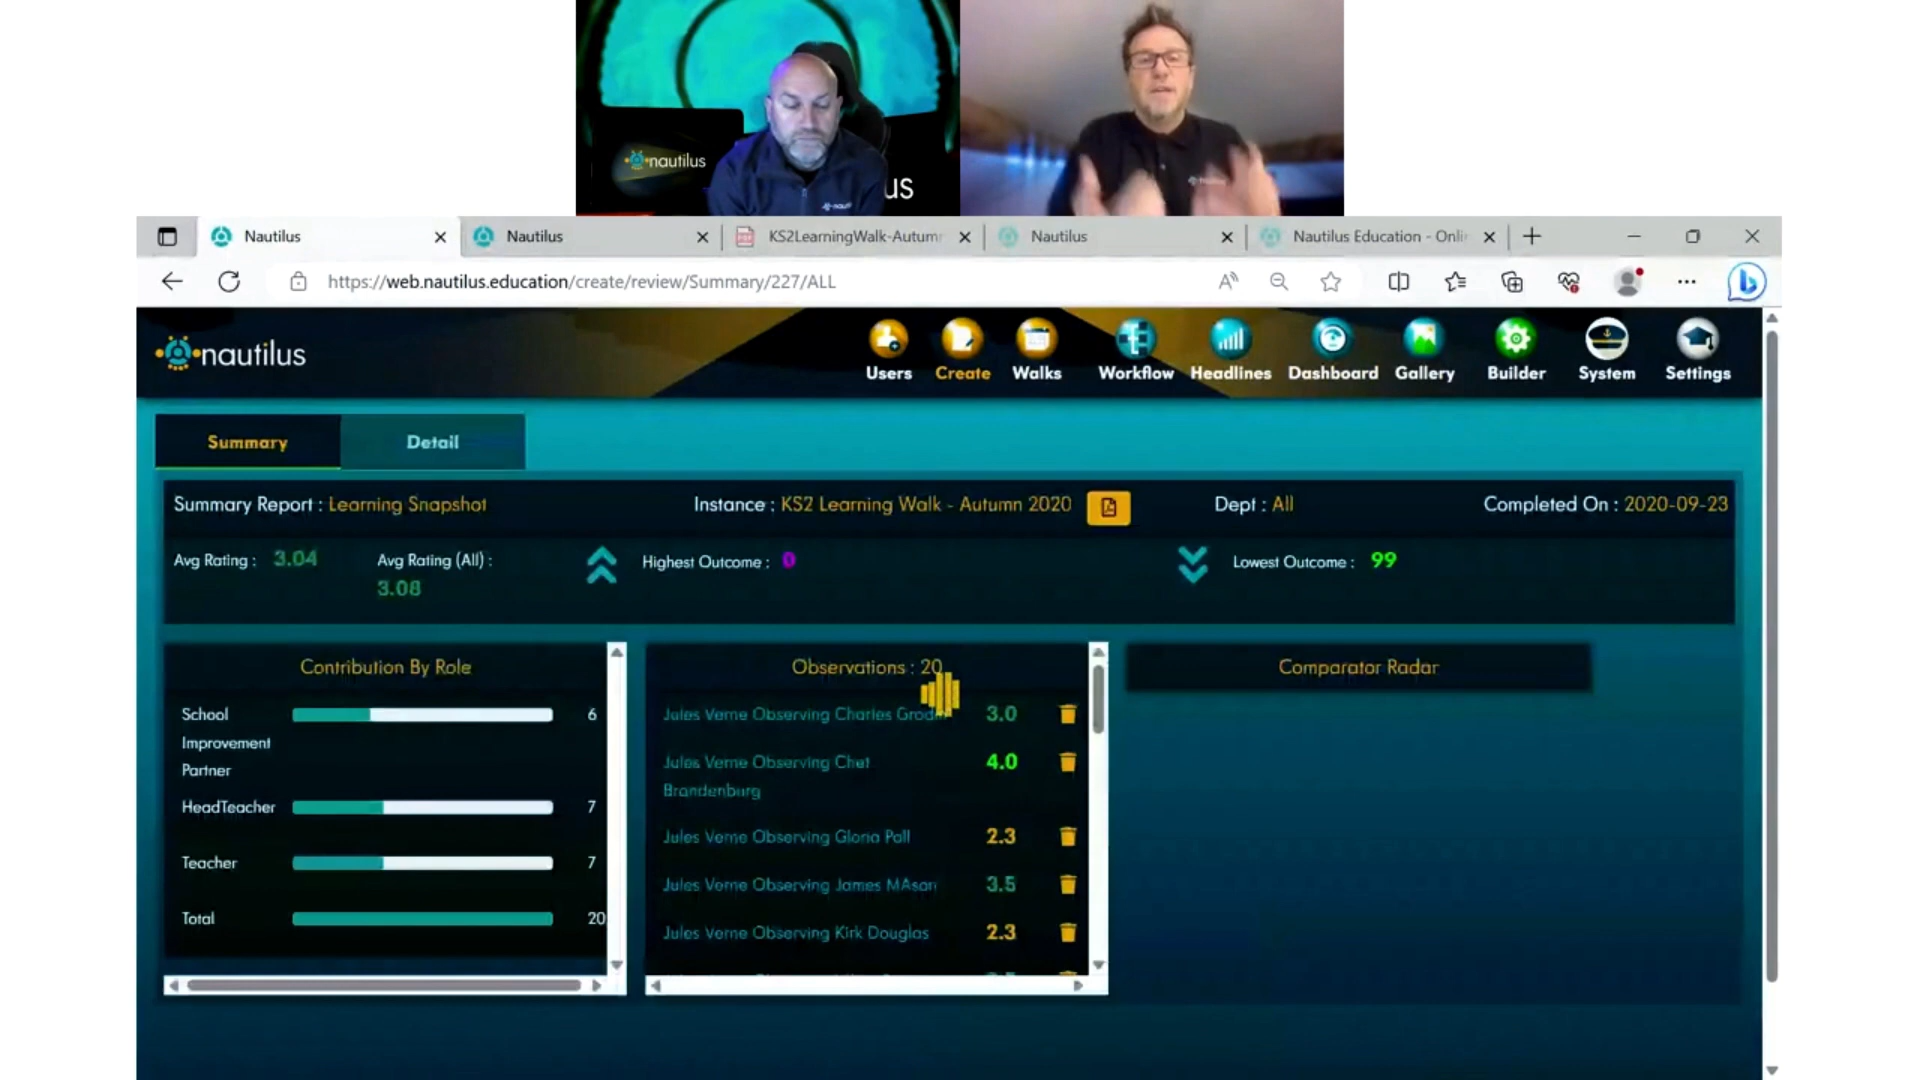 nautilus
us
Nautilus
Nautilus
KS2LearningWalk-Autum
Nautilus
Nautilus Education - Onli
https://web.nautilus.education/create/review/Summary/227/ALL
nautilus
Users
Create
Walks
Workflow
Headlines
Dashboard
Gallery
Builder
System
Settings
Summary
Detail
Summary Report : Learning Snapshot
Instance : KS2 Learning Walk - Autumn 2020
Dept : All
Completed On : 2020-09-23
Avg Rating : 3.04
Avg Rating (All) :
3.08
Highest Outcome : 0
Lowest Outcome : 99
Contribution By Role
School
Improvement
Partner
6
HeadTeacher 7
Teacher 7
Total 20
Observations : 20
Jules Verne Observing Charles Grod 3.0
Jules Verne Observing Chet
Brandenburg
4.0
Jules Verne Observing Gloria Pall 2.3
Jules Verne Observing James MAson 3.5
Jules Verne Observing Kirk Douglas 2.3
Comparator Radar